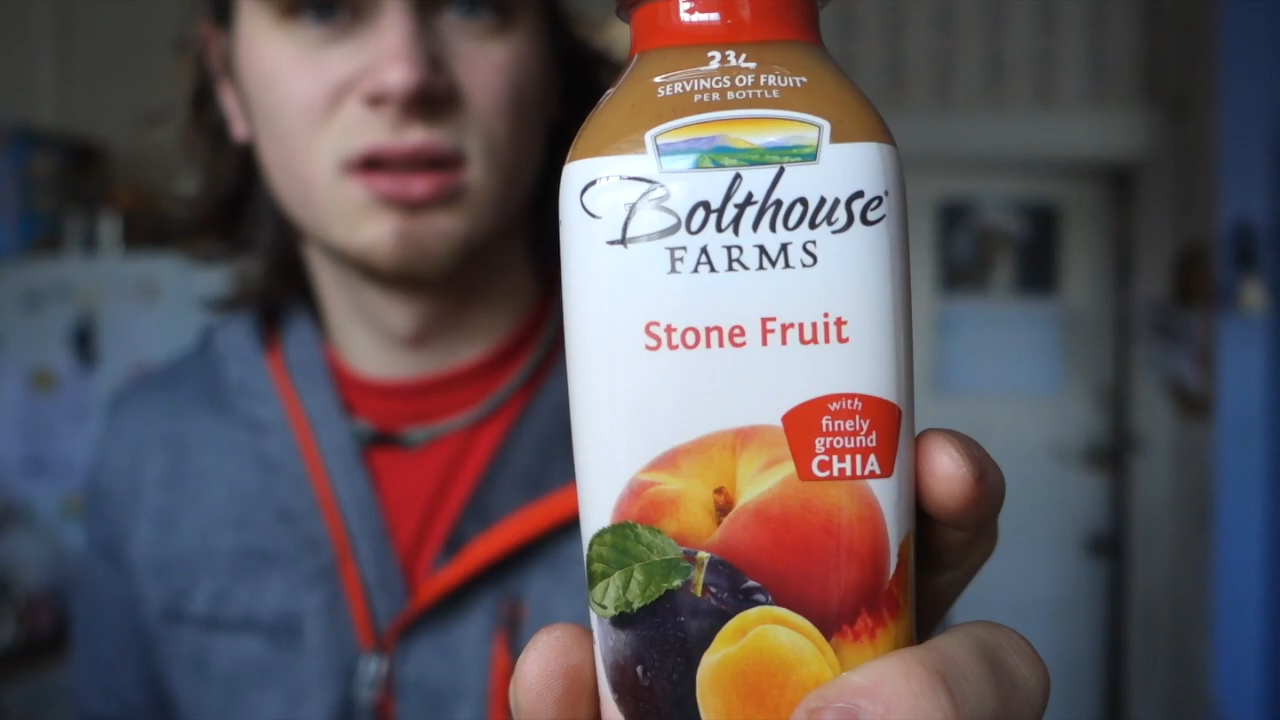 SERVINGS OF FRUIT*
PER BOTTLE
Bolthouse®
FARMS
Stone Fruit
with
finely
ground
CHIA